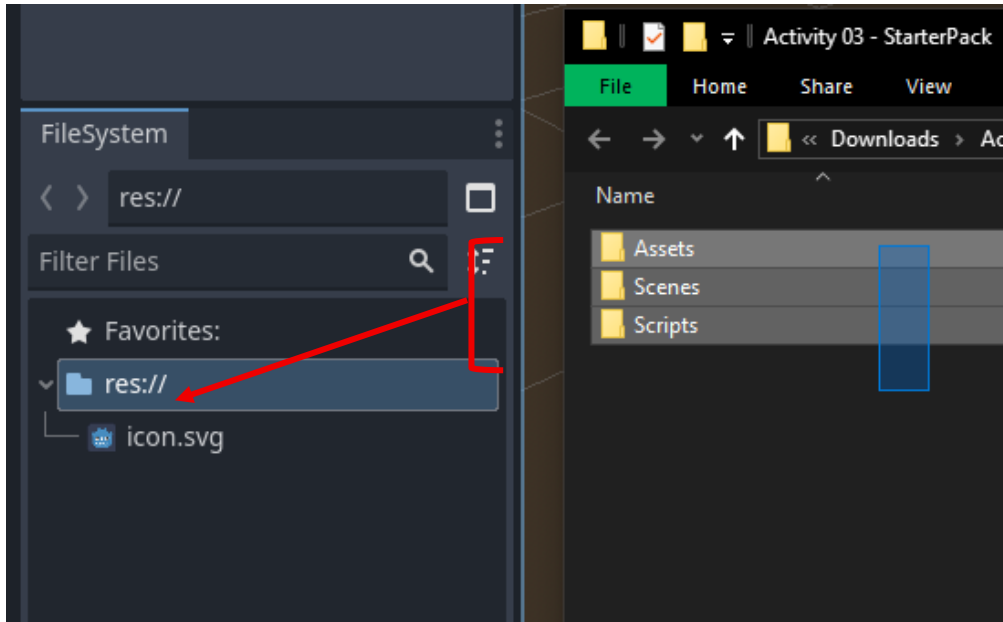 FileSystem
res://
Filter Files
Favorites:
res://
icon.svg
Activity 03 - StarterPack
File Home Share View
« Downloads > Ac
Name
Assets
Scenes
Scripts